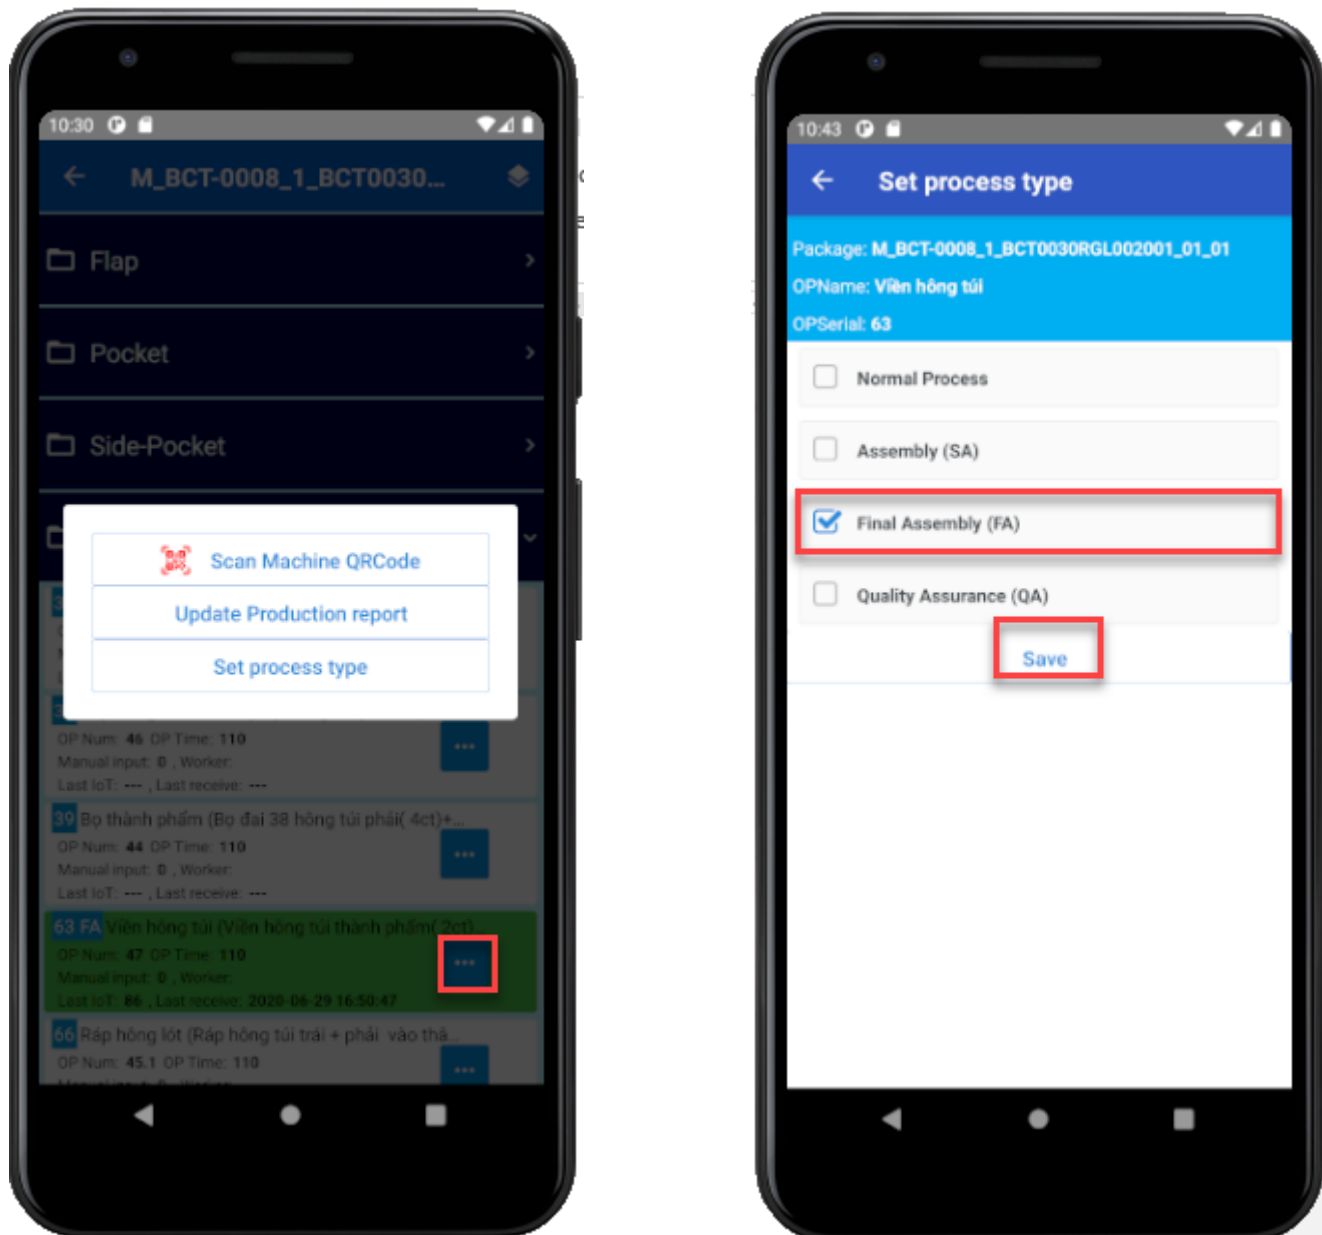 10:30
M_BCT-0008_1_BCT0030...
Flap
Pocket
Side-Pocket
Scan Machine QRCode
Update Production report
Set process type
OP Num: 46 OP Time: 110
Manual input: 0 , Worker:
Last IoT: --- , Last receive: ---
39 Bọ thành phẩm (Bọ đai 38 hông túi phải( 4ct)+...
OP Num: 44 OP Time: 110
Manual input: 0 , Worker:
Last IoT: --- , Last receive: ---
63 FA Viền hông túi (Viền hông túi thành phẩm( 2ct)...
OP Num: 47 OP Time: 110
Manual input: 0 , Worker:
Last IoT: 86 , Last receive: 2020-06-29 16:50:47
66 Ráp hông lót (Ráp hông túi trái + phải vào thâ...
OP Num: 45.1 OP Time: 110
10:43
Set process type
Package: M_BCT-0008_1_BCT0030RGL002001_01_01
OPName: Viền hông túi
OPSerial: 63
Normal Process
Assembly (SA)
Final Assembly (FA)
Quality Assurance (QA)
Save